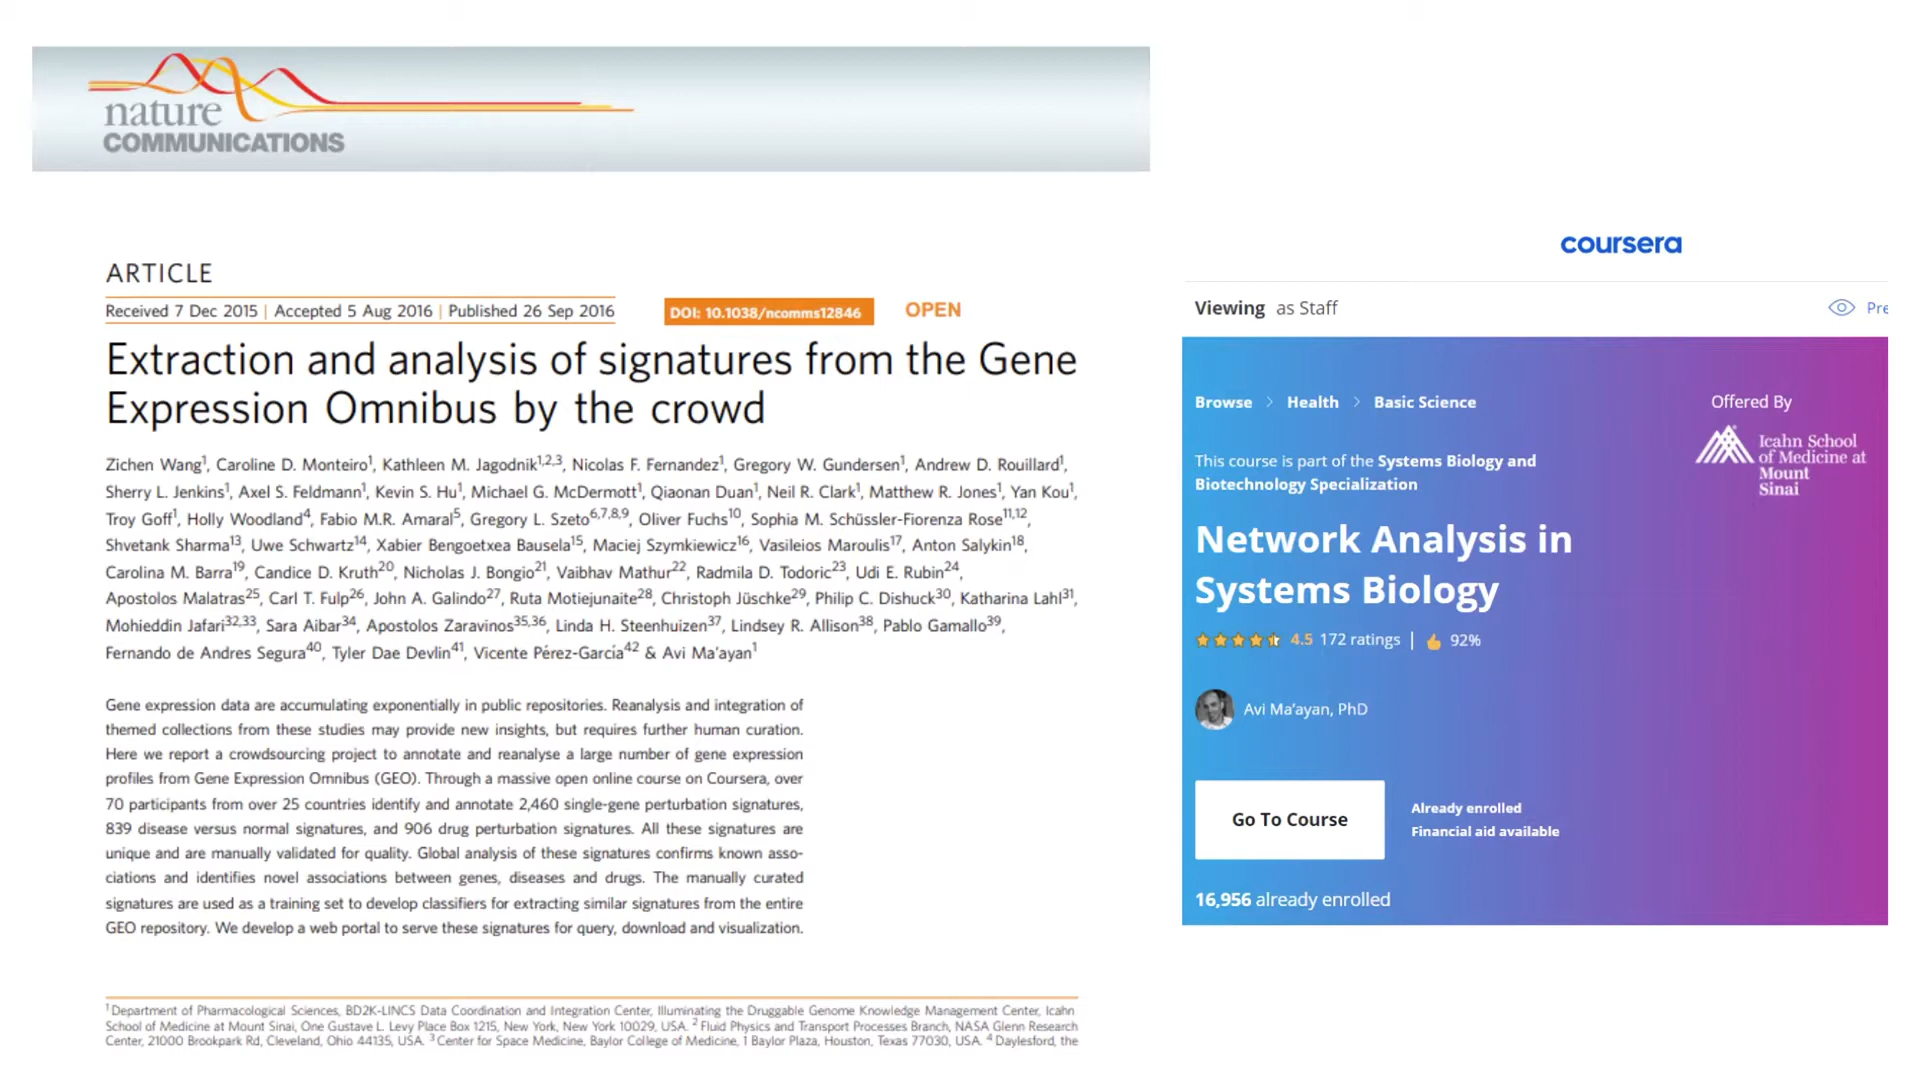 nature
COMMUNICATIONS
ARTICLE
Received 7 Dec 2015 | Accepted 5 Aug 2016 | Published 26 Sep 2016
DOI: 10.1038/ncomms12846
OPEN
Extraction and analysis of signatures from the Gene
Expression Omnibus by the crowd
Zichen Wang1, Caroline D. Monteiro1, Kathleen M. Jagodnik1,2,3, Nicolas F. Fernandez1, Gregory W. Gundersen1, Andrew D. Rouillard1,
Sherry L. Jenkins1, Axel S. Feldmann1, Kevin S. Hu1, Michael G. McDermott1, Qiaonan Duan1, Neil R. Clark1, Matthew R. Jones1, Yan Kou1,
Troy Goff1, Holly Woodland4, Fabio M.R. Amaral5, Gregory L. Szeto6,7,8,9, Oliver Fuchs10, Sophia M. Schüssler-Fiorenza Rose11,12,
Shvetank Sharma13, Uwe Schwartz14, Xabier Bengoetxea Bausela15, Maciej Szymkiewicz16, Vasileios Maroulis17, Anton Salykin18,
Carolina M. Barra19, Candice D. Kruth20, Nicholas J. Bongio21, Vaibhav Mathur22, Radmila D. Todoric23, Udi E. Rubin24,
Apostolos Malatras25, Carl T. Fulp26, John A. Galindo27, Ruta Motiejunaite28, Christoph Jüschke29, Philip C. Dishuck30, Katharina Lahl31,
Mohieddin Jafari32,33, Sara Aibar34, Apostolos Zaravinos35,36, Linda H. Steenhuizen37, Lindsey R. Allison38, Pablo Gamallo39,
Fernando de Andres Segura40, Tyler Dae Devlin41, Vicente Pérez-García42 & Avi Ma'ayan1
Gene expression data are accumulating exponentially in public repositories. Reanalysis and integration of
themed collections from these studies may provide new insights, but requires further human curation.
Here we report a crowdsourcing project to annotate and reanalyse a large number of gene expression
profiles from Gene Expression Omnibus (GEO). Through a massive open online course on Coursera, over
70 participants from over 25 countries identify and annotate 2,460 single-gene perturbation signatures,
839 disease versus normal signatures, and 906 drug perturbation signatures. All these signatures are
unique and are manually validated for quality. Global analysis of these signatures confirms known asso-
ciations and identifies novel associations between genes, diseases and drugs. The manually curated
signatures are used as a training set to develop classifiers for extracting similar signatures from the entire
GEO repository. We develop a web portal to serve these signatures for query, download and visualization.
1 Department of Pharmacological Sciences, BD2K-LINCS Data Coordination and Integration Center, Illuminating the Druggable Genome Knowledge Management Center, Icahn
School of Medicine at Mount Sinai, One Gustave L. Levy Place Box 1215, New York, New York 10029, USA. 2 Fluid Physics and Transport Processes Branch, NASA Glenn Research
Center, 21000 Brookpark Rd, Cleveland, Ohio 44135, USA. 3 Center for Space Medicine, Baylor College of Medicine, 1 Baylor Plaza, Houston, Texas 77030, USA. 4 Daylesford, the
coursera
Viewing as Staff
Pre
Browse > Health > Basic Science
Offered By
Icahn School
of Medicine at
Mount
Sinai
This course is part of the Systems Biology and
Biotechnology Specialization
Network Analysis in
Systems Biology
4.5 172 ratings | 92%
Avi Ma'ayan, PhD
Go To Course
Already enrolled
Financial aid available
16,956 already enrolled